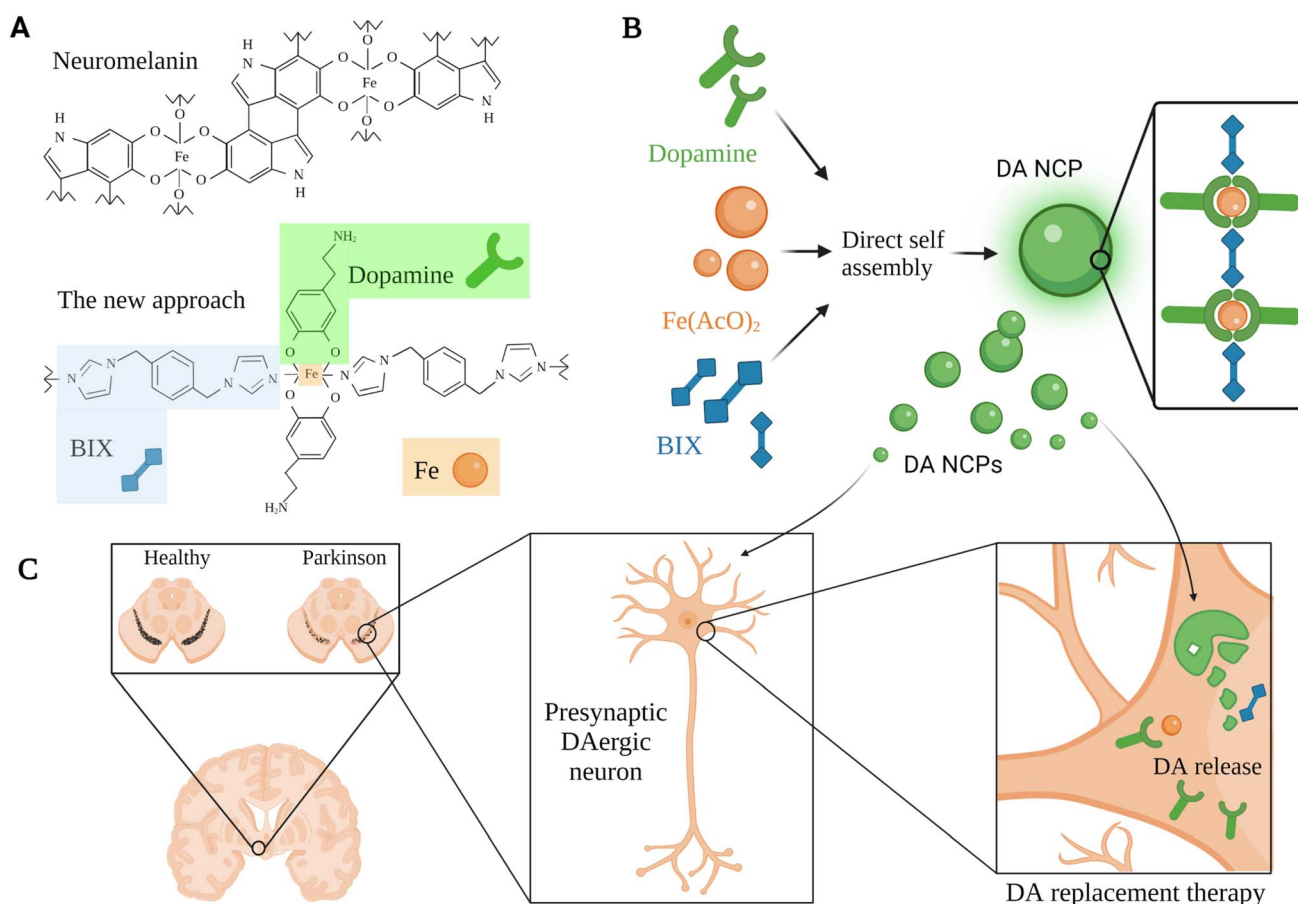 A
Neuromelanin
H
N
O
O
Fe
O
O
O
O
H
N
O
O
N
H
O
O
Fe
O
O
O
O
N
H
The new approach
NH₂
Dopamine
O
O
N
N
N
N
Fe
N
N
N
N
O
O
BIX
H₂N
Fe
B
Dopamine
Fe(AcO)₂
BIX
Direct self
assembly
DA NCP
DA NCPs
C
Healthy
Parkinson
Presynaptic
DAergic
neuron
DA release
DA replacement therapy